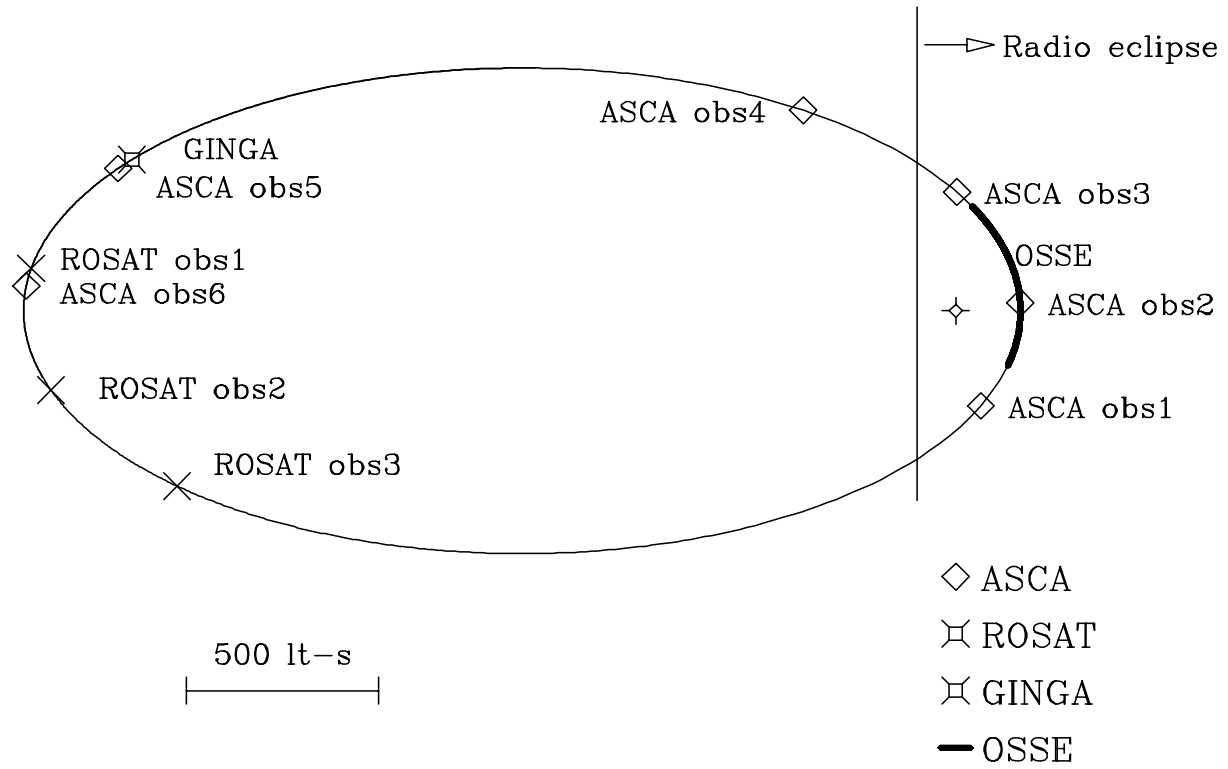 Radio eclipse
ASCA obs4
GINGA
ASCA obs5
ASCA obs3
ROSAT obs1
OSSE
ASCA obs6
ASCA obs2
ROSAT obs2
ASCA obs1
ROSAT obs3
500 lt-s
ASCA
ROSAT
GINGA
OSSE